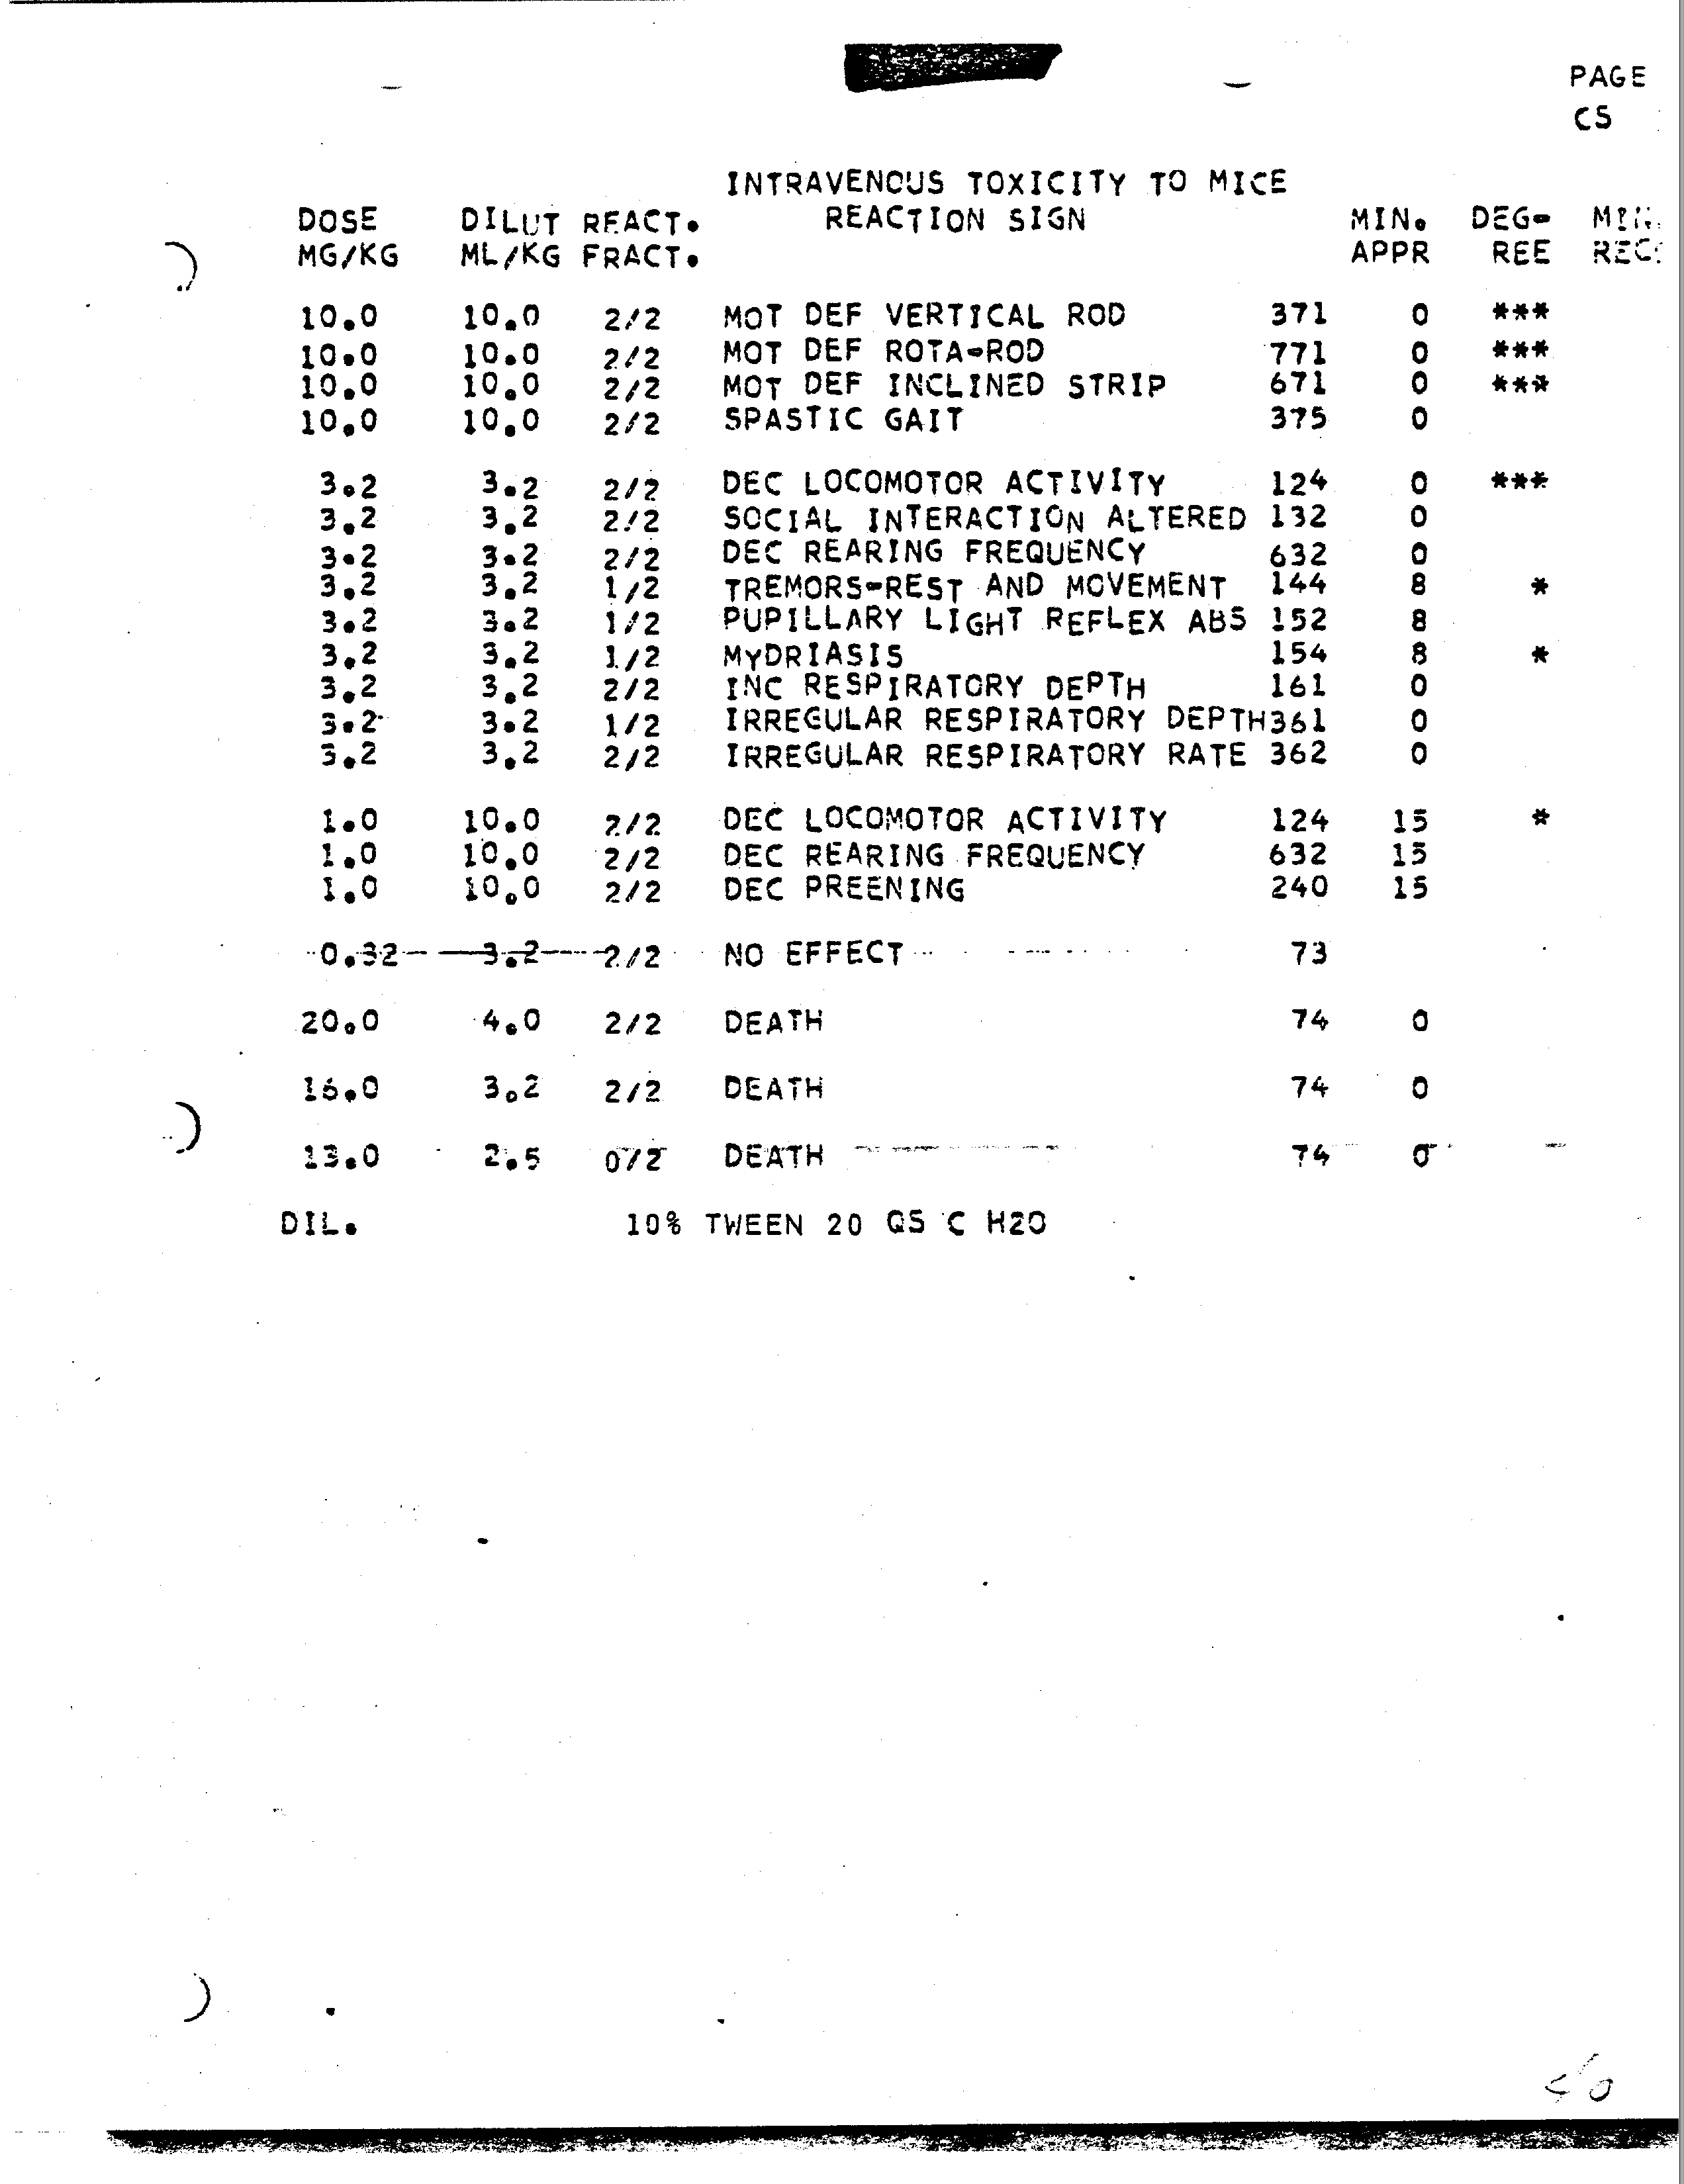 PAGE
CS
INTRAVENOUS TOXICITY TO MICE
DOSE DILUT REACT. REACTION SIGN MIN. DEG- MIN.
MG/KG ML/KG FRACT. APPR REE
10.0 10.0 2/2 MOT DEF VERTICAL ROD 371 0 ***
10.0 10.0 2/2 MOT DEF ROTA-ROD 771 0 ***
10.0 10.0 2/2 MOT DEF INCLINED STRIP 671 0 ***
10.0 10.0 2/2 SPASTIC GAIT 375 0
3.2 3.2 2/2 DEC LOCOMOTOR ACTIVITY 124 0 ***
3.2 3.2 2/2 SOCIAL INTERACTION ALTERED 132 0
3.2 3.2 2/2 DEC REARING FREQUENCY 632 0
3.2 3.2 1/2 TREMORS-REST AND MOVEMENT 144 8 *
3.2 3.2 1/2 PUPILLARY LIGHT REFLEX ABS 152 8
3.2 3.2 1/2 MYDRIASIS 154 8 *
3.2 3.2 2/2 INC RESPIRATORY DEPTH 161 0
3.2 3.2 1/2 IRREGULAR RESPIRATORY DEPTH361 0
3.2 3.2 2/2 IRREGULAR RESPIRATORY RATE 362 0
1.0 10.0 2/2 DEC LOCOMOTOR ACTIVITY 124 15 *
1.0 10.0 2/2 DEC REARING FREQUENCY 632 15
1.0 10.0 2/2 DEC PREENING 240 15
0.32 3.2 2/2 NO EFFECT 73
20.0 4.0 2/2 DEATH 74 0
16.0 3.2 2/2 DEATH 74 0
13.0 2.5 0/2 DEATH 74 0
DIL. 10% TWEEN 20 QS C H2O